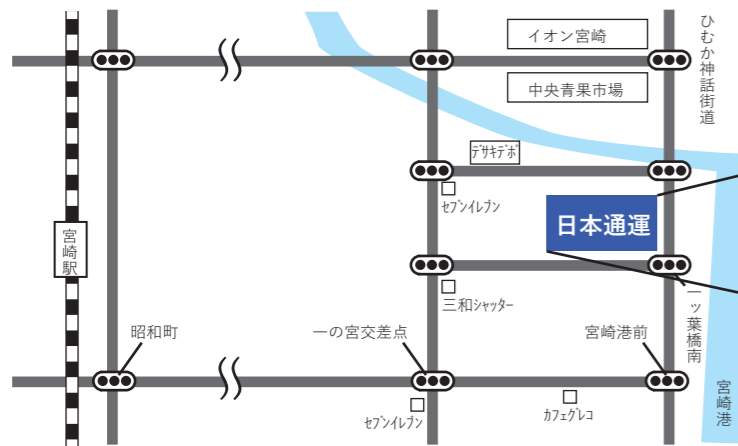 イオン宮崎
ひむか神話街道
中央青果市場
デサキデポ
セブンイレブン
日本通運
宮崎駅
三和シャッター
一ッ葉橋南
昭和町
一の宮交差点
宮崎港前
宮崎港
カフェグレコ
セブンイレブン